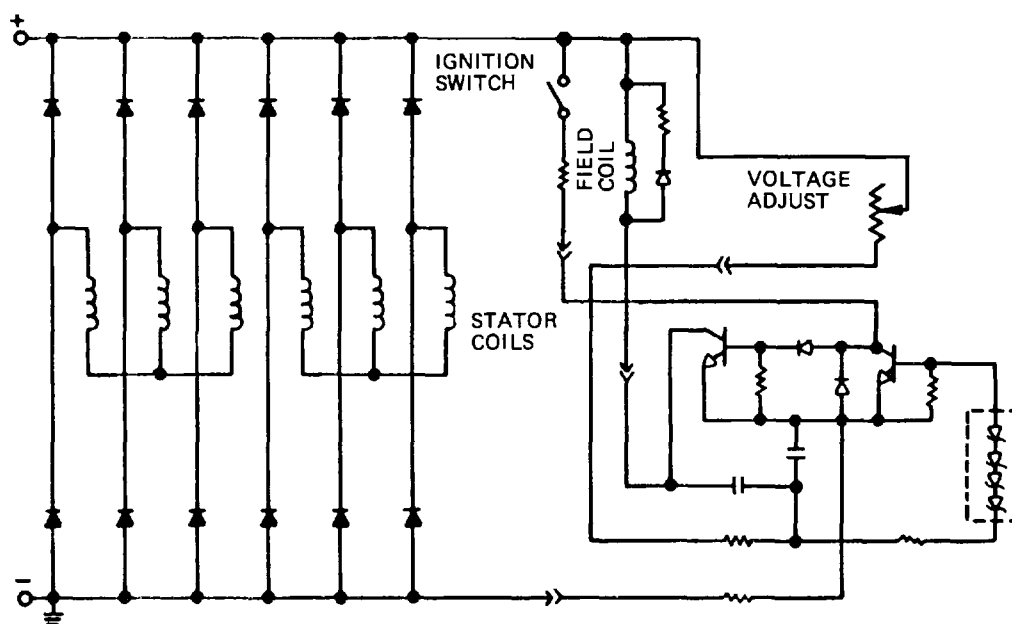 +
IGNITION
SWITCH
FIELD
COIL
VOLTAGE
ADJUST
STATOR
COILS
−